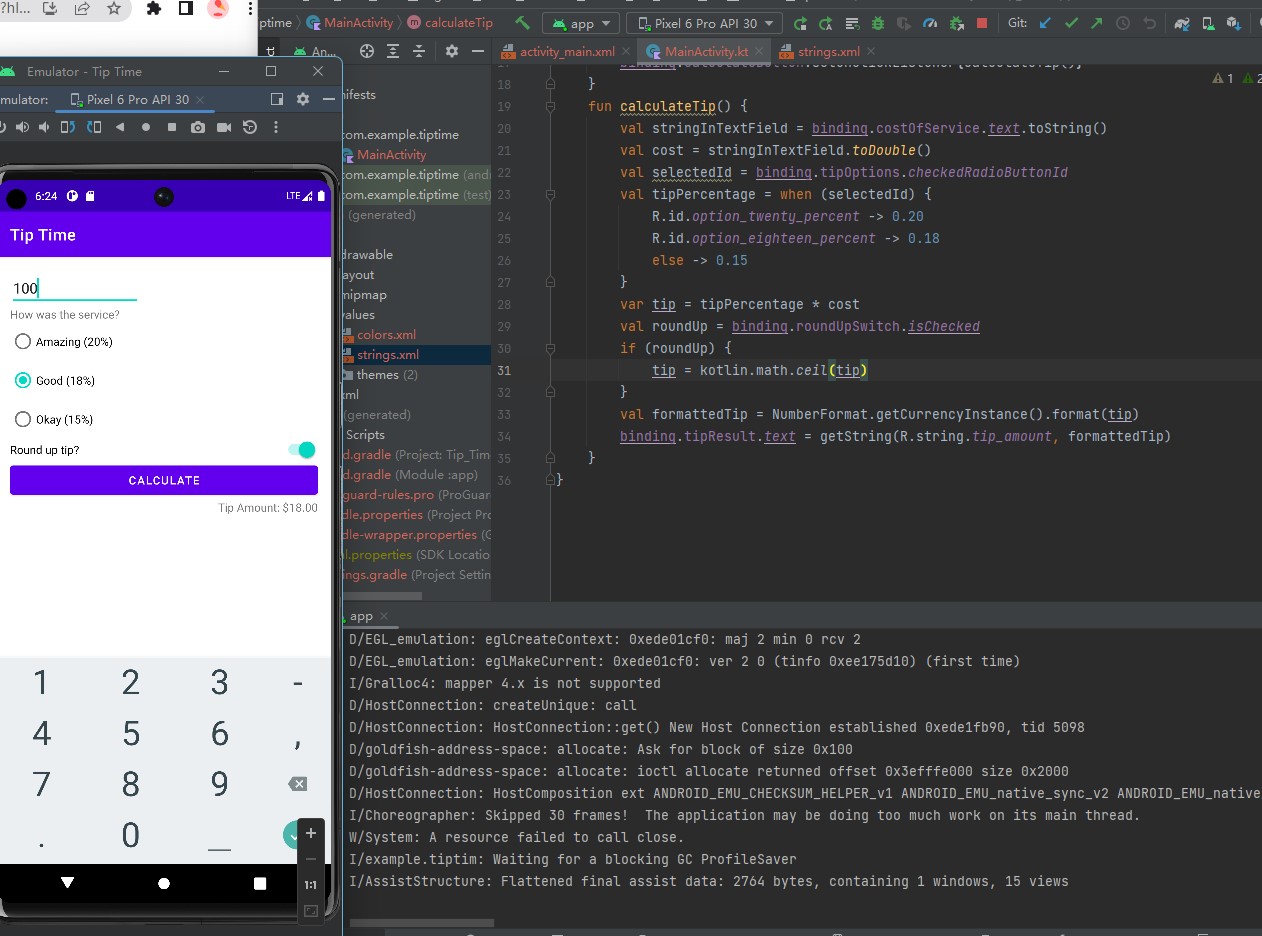 ?hl...
ptime
MainActivity
calculateTip
app
Pixel 6 Pro API 30
Git:
An...
activity_main.xml
MainActivity.kt
strings.xml
Emulator - Tip Time
mulator:
Pixel 6 Pro API 30
6:24
LTE
Tip Time
100
How was the service?
Amazing (20%)
Good (18%)
Okay (15%)
Round up tip?
CALCULATE
Tip Amount: $18.00
1 2 3 -
4 5 6 ,
7 8 9
. 0 _
+
1:1
nifests
com.example.tiptime
MainActivity
com.example.tiptime (and
com.example.tiptime (test)
(generated)
drawable
ayout
mipmap
values
colors.xml
strings.xml
themes (2)
ml
(generated)
Scripts
d.gradle (Project: Tip_Tim
d.gradle (Module :app)
guard-rules.pro (ProGuar
dle.properties (Project Pro
dle-wrapper.properties (G
l.properties (SDK Locatio
ings.gradle (Project Settin
1 2
18 }
19 fun calculateTip() {
20 val stringInTextField = binding.costOfService.text.toString()
21 val cost = stringInTextField.toDouble()
22 val selectedId = binding.tipOptions.checkedRadioButtonId
23 val tipPercentage = when (selectedId) {
24 R.id.option_twenty_percent -> 0.20
25 R.id.option_eighteen_percent -> 0.18
26 else -> 0.15
27 }
28 var tip = tipPercentage * cost
29 val roundUp = binding.roundUpSwitch.isChecked
30 if (roundUp) {
31 tip = kotlin.math.ceil(tip)
32 }
33 val formattedTip = NumberFormat.getCurrencyInstance().format(tip)
34 binding.tipResult.text = getString(R.string.tip_amount, formattedTip)
35 }
36 }
app
D/EGL_emulation: eglCreateContext: 0xede01cf0: maj 2 min 0 rcv 2
D/EGL_emulation: eglMakeCurrent: 0xede01cf0: ver 2 0 (tinfo 0xee175d10) (first time)
I/Gralloc4: mapper 4.x is not supported
D/HostConnection: createUnique: call
D/HostConnection: HostConnection::get() New Host Connection established 0xede1fb90, tid 5098
D/goldfish-address-space: allocate: Ask for block of size 0x100
D/goldfish-address-space: allocate: ioctl allocate returned offset 0x3efffe000 size 0x2000
D/HostConnection: HostComposition ext ANDROID_EMU_CHECKSUM_HELPER_v1 ANDROID_EMU_native_sync_v2 ANDROID_EMU_native
I/Choreographer: Skipped 30 frames!  The application may be doing too much work on its main thread.
W/System: A resource failed to call close.
I/example.tiptim: Waiting for a blocking GC ProfileSaver
I/AssistStructure: Flattened final assist data: 2764 bytes, containing 1 windows, 15 views